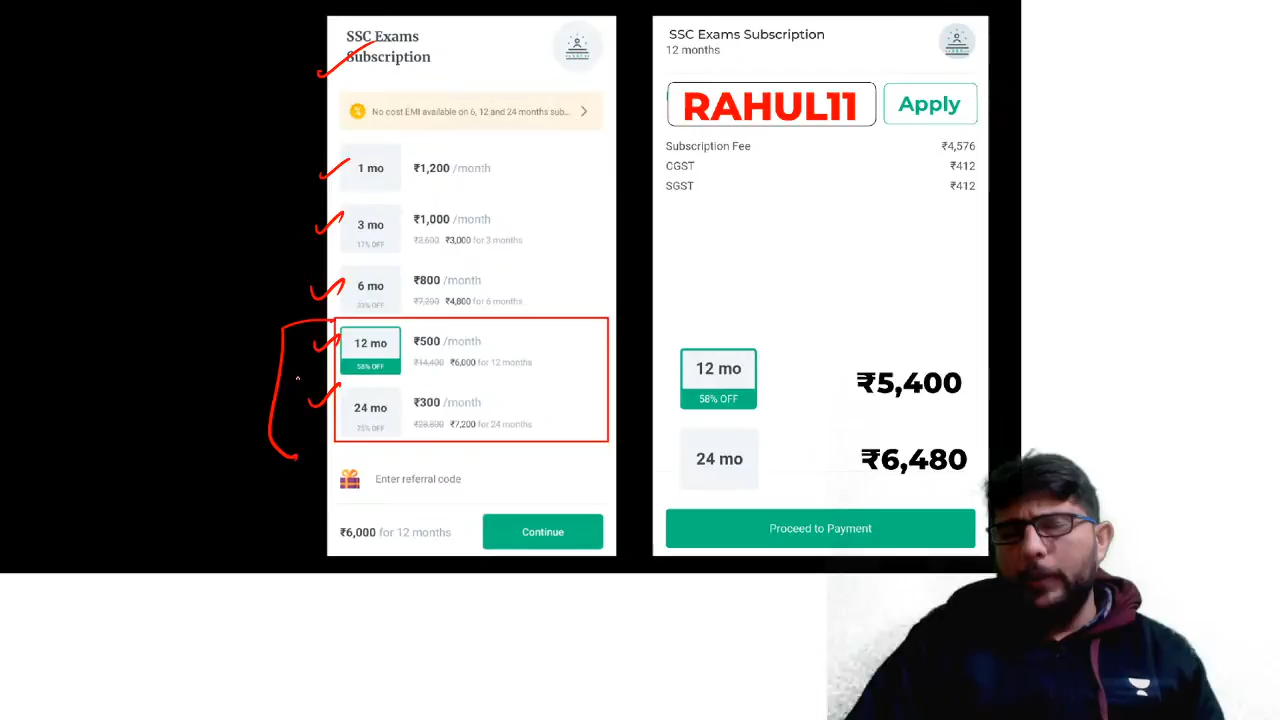 SSC Exams
Subscription
No cost EMI available on 6, 12 and 24 months sub...
1 mo
₹1,200 /month
3 mo
17% OFF
₹1,000 /month
₹3,600 ₹3,000 for 3 months
6 mo
33% OFF
₹800 /month
₹7,200 ₹4,800 for 6 months
12 mo
58% OFF
₹500 /month
₹14,400 ₹6,000 for 12 months
24 mo
75% OFF
₹300 /month
₹28,800 ₹7,200 for 24 months
Enter referral code
₹6,000 for 12 months
Continue
SSC Exams Subscription
12 months
RAHUL11
Apply
Subscription Fee ₹4,576
CGST ₹412
SGST ₹412
12 mo
58% OFF
₹5,400
24 mo
₹6,480
Proceed to Payment